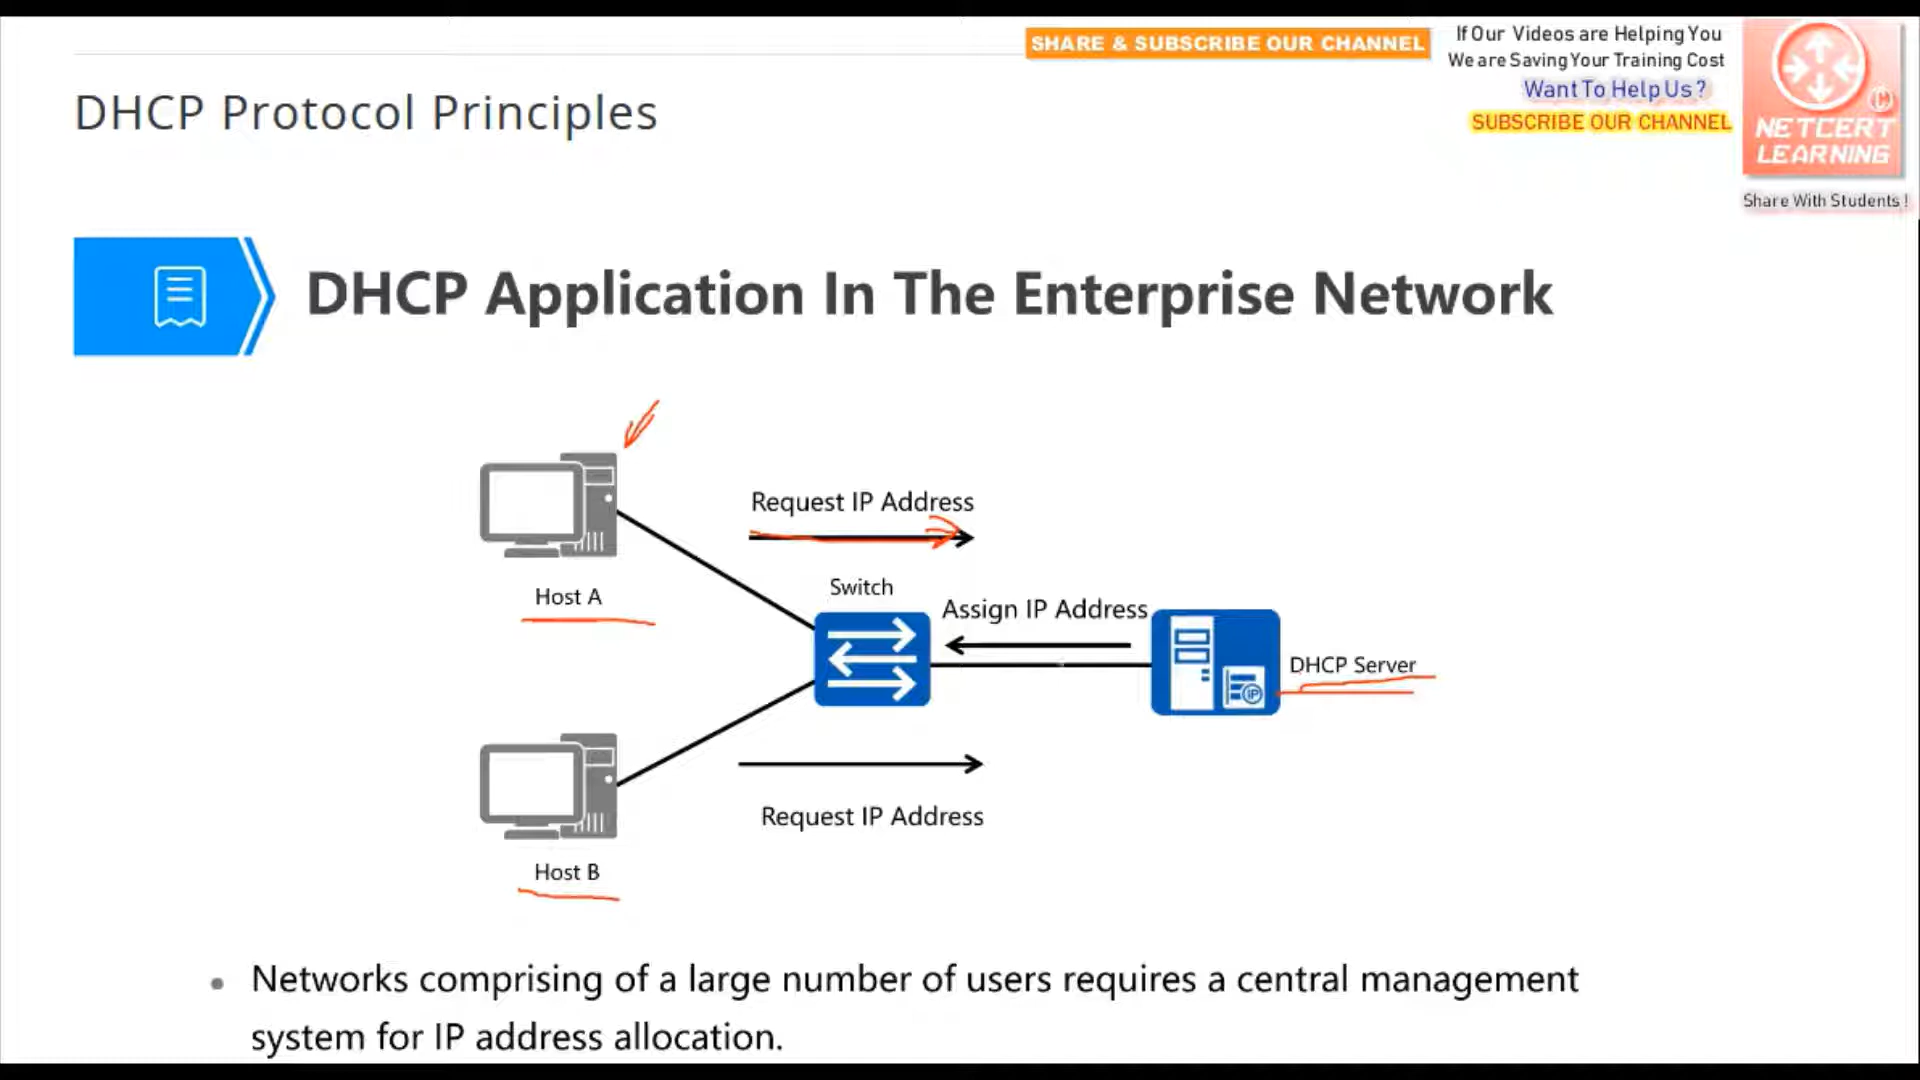 SHARE & SUBSCRIBE OUR CHANNEL
If Our Videos are Helping You
We are Saving Your Training Cost
Want To Help Us ?
SUBSCRIBE OUR CHANNEL
C
NETCERT
LEARNING
Share With Students !
DHCP Protocol Principles
DHCP Application In The Enterprise Network
Request IP Address
Host A
Switch
Assign IP Address
DHCP Server
IP
Request IP Address
Host B
• Networks comprising of a large number of users requires a central management
system for IP address allocation.